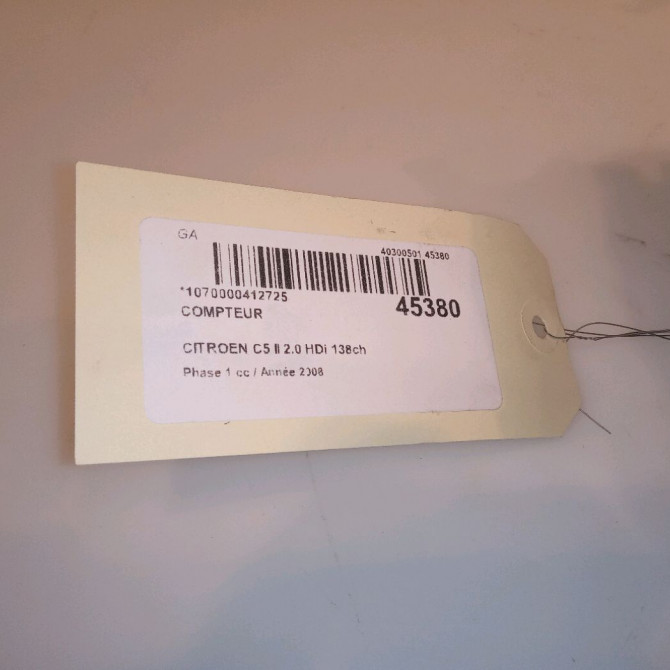 GA
40300501 45380
*1070000412725
45380
COMPTEUR
CITROEN C5 II 2.0 HDi 138ch
Phase 1 cc / Année 2008